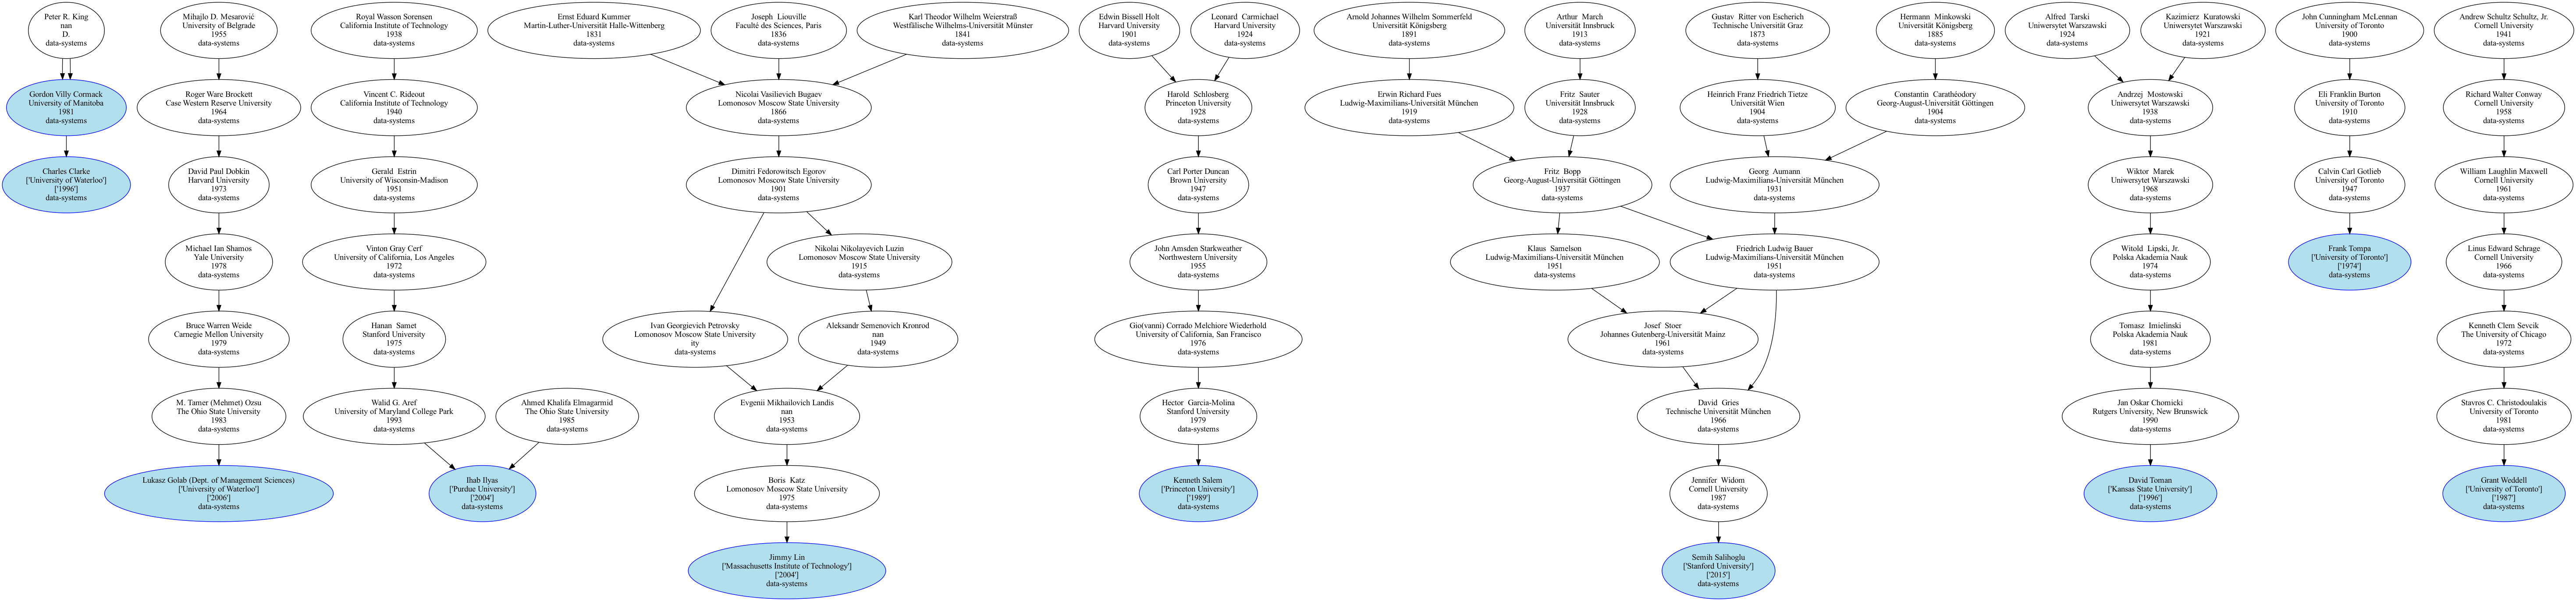 Peter R. King
nan
D.
data-systems
Mihajlo D. Mesarović
University of Belgrade
1955
data-systems
Royal Wasson Sorensen
California Institute of Technology
1938
data-systems
Ernst Eduard Kummer
Martin-Luther-Universität Halle-Wittenberg
1831
data-systems
Joseph Liouville
Faculté des Sciences, Paris
1836
data-systems
Karl Theodor Wilhelm Weierstraß
Westfälische Wilhelms-Universität Münster
1841
data-systems
Edwin Bissell Holt
Harvard University
1901
data-systems
Leonard Carmichael
Harvard University
1924
data-systems
Arnold Johannes Wilhelm Sommerfeld
Universität Königsberg
1891
data-systems
Arthur March
Universität Innsbruck
1913
data-systems
Gustav Ritter von Escherich
Technische Universität Graz
1873
data-systems
Hermann Minkowski
Universität Königsberg
1885
data-systems
Alfred Tarski
Uniwersytet Warszawski
1924
data-systems
Kazimierz Kuratowski
Uniwersytet Warszawski
1921
data-systems
John Cunningham McLennan
University of Toronto
1900
data-systems
Andrew Schultz Schultz, Jr.
Cornell University
1941
data-systems
Gordon Villy Cormack
University of Manitoba
1981
data-systems
Roger Ware Brockett
Case Western Reserve University
1964
data-systems
Vincent C. Rideout
California Institute of Technology
1940
data-systems
Nicolai Vasilievich Bugaev
Lomonosov Moscow State University
1866
data-systems
Harold Schlosberg
Princeton University
1928
data-systems
Erwin Richard Fues
Ludwig-Maximilians-Universität München
1919
data-systems
Fritz Sauter
Universität Innsbruck
1928
data-systems
Heinrich Franz Friedrich Tietze
Universität Wien
1904
data-systems
Constantin Carathéodory
Georg-August-Universität Göttingen
1904
data-systems
Andrzej Mostowski
Uniwersytet Warszawski
1938
data-systems
Eli Franklin Burton
University of Toronto
1910
data-systems
Richard Walter Conway
Cornell University
1958
data-systems
Charles Clarke
['University of Waterloo']
['1996']
data-systems
David Paul Dobkin
Harvard University
1973
data-systems
Gerald Estrin
University of Wisconsin-Madison
1951
data-systems
Dimitri Fedorowitsch Egorov
Lomonosov Moscow State University
1901
data-systems
Carl Porter Duncan
Brown University
1947
data-systems
Fritz Bopp
Georg-August-Universität Göttingen
1937
data-systems
Georg Aumann
Ludwig-Maximilians-Universität München
1931
data-systems
Wiktor Marek
Uniwersytet Warszawski
1968
data-systems
Calvin Carl Gotlieb
University of Toronto
1947
data-systems
William Laughlin Maxwell
Cornell University
1961
data-systems
Michael Ian Shamos
Yale University
1978
data-systems
Vinton Gray Cerf
University of California, Los Angeles
1972
data-systems
Nikolai Nikolayevich Luzin
Lomonosov Moscow State University
1915
data-systems
John Amsden Starkweather
Northwestern University
1955
data-systems
Klaus Samelson
Ludwig-Maximilians-Universität München
1951
data-systems
Friedrich Ludwig Bauer
Ludwig-Maximilians-Universität München
1951
data-systems
Witold Lipski, Jr.
Polska Akademia Nauk
1974
data-systems
Frank Tompa
['University of Toronto']
['1974']
data-systems
Linus Edward Schrage
Cornell University
1966
data-systems
Bruce Warren Weide
Carnegie Mellon University
1979
data-systems
Hanan Samet
Stanford University
1975
data-systems
Ivan Georgievich Petrovsky
Lomonosov Moscow State University
ity
data-systems
Aleksandr Semenovich Kronrod
nan
1949
data-systems
Gio(vanni) Corrado Melchiore Wiederhold
University of California, San Francisco
1976
data-systems
Josef Stoer
Johannes Gutenberg-Universität Mainz
1961
data-systems
Tomasz Imielinski
Polska Akademia Nauk
1981
data-systems
Kenneth Clem Sevcik
The University of Chicago
1972
data-systems
M. Tamer (Mehmet) Ozsu
The Ohio State University
1983
data-systems
Walid G. Aref
University of Maryland College Park
1993
data-systems
Ahmed Khalifa Elmagarmid
The Ohio State University
1985
data-systems
Evgenii Mikhailovich Landis
nan
1953
data-systems
Hector Garcia-Molina
Stanford University
1979
data-systems
David Gries
Technische Universität München
1966
data-systems
Jan Oskar Chomicki
Rutgers University, New Brunswick
1990
data-systems
Stavros C. Christodoulakis
University of Toronto
1981
data-systems
Lukasz Golab (Dept. of Management Sciences)
['University of Waterloo']
['2006']
data-systems
Ihab Ilyas
['Purdue University']
['2004']
data-systems
Boris Katz
Lomonosov Moscow State University
1975
data-systems
Kenneth Salem
['Princeton University']
['1989']
data-systems
Jennifer Widom
Cornell University
1987
data-systems
David Toman
['Kansas State University']
['1996']
data-systems
Grant Weddell
['University of Toronto']
['1987']
data-systems
Jimmy Lin
['Massachusetts Institute of Technology']
['2004']
data-systems
Semih Salihoglu
['Stanford University']
['2015']
data-systems